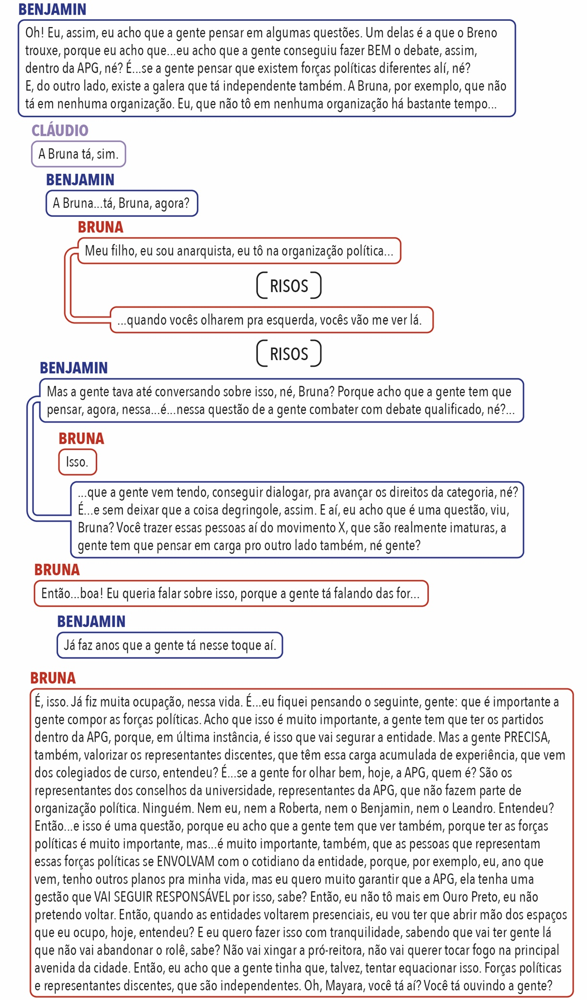 BENJAMIN
Oh! Eu, assim, eu acho que a gente pensar em algumas questões. Um delas é a que o Breno
trouxe, porque eu acho que...eu acho que a gente conseguiu fazer BEM o debate, assim,
dentro da APG, né? É...se a gente pensar que existem forças políticas diferentes alí, né?
E, do outro lado, existe a galera que tá independente também. A Bruna, por exemplo, que não
tá em nenhuma organização. Eu, que não tô em nenhuma organização há bastante tempo...
CLÁUDIO
A Bruna tá, sim.
BENJAMIN
A Bruna...tá, Bruna, agora?
BRUNA
Meu filho, eu sou anarquista, eu tô na organização política...
[RISOS]
...quando vocês olharem pra esquerda, vocês vão me ver lá.
[RISOS]
BENJAMIN
Mas a gente tava até conversando sobre isso, né, Bruna? Porque acho que a gente tem que
pensar, agora, nessa...é...nessa questão de a gente combater com debate qualificado, né?...
BRUNA
Isso.
...que a gente vem tendo, conseguir dialogar, pra avançar os direitos da categoria, né?
É...e sem deixar que a coisa degringole, assim. E aí, eu acho que é uma questão, viu,
Bruna? Você trazer essas pessoas aí do movimento X, que são realmente imaturas, a
gente tem que pensar em carga pro outro lado também, né gente?
BRUNA
Então...boa! Eu queria falar sobre isso, porque a gente tá falando das for...
BENJAMIN
Já faz anos que a gente tá nesse toque aí.
BRUNA
É, isso. Já fiz muita ocupação, nessa vida. É...eu fiquei pensando o seguinte, gente: que é importante a
gente compor as forças políticas. Acho que isso é muito importante, a gente tem que ter os partidos
dentro da APG, porque, em última instância, é isso que vai segurar a entidade. Mas a gente PRECISA,
também, valorizar os representantes discentes, que têm essa carga acumulada de experiência, que vem
dos colegiados de curso, entendeu? É...se a gente for olhar bem, hoje, a APG, quem é? São os
representantes dos conselhos da universidade, representantes da APG, que não fazem parte de
organização política. Ninguém. Nem eu, nem a Roberta, nem o Benjamin, nem o Leandro. Entendeu?
Então...e isso é uma questão, porque eu acho que a gente tem que ver também, porque ter as forças
políticas é muito importante, mas...é muito importante, também, que as pessoas que representam
essas forças políticas se ENVOLVAM com o cotidiano da entidade, porque, por exemplo, eu, ano que
vem, tenho outros planos pra minha vida, mas eu quero muito garantir que a APG, ela tenha uma
gestão que VAI SEGUIR RESPONSÁVEL por isso, sabe? Então, eu não tô mais em Ouro Preto, eu não
pretendo voltar. Então, quando as entidades voltarem presenciais, eu vou ter que abrir mão dos espaços
que eu ocupo, hoje, entendeu? E eu quero fazer isso com tranquilidade, sabendo que vai ter gente lá
que não vai abandonar o rolê, sabe? Não vai xingar a pró-reitora, não vai querer tocar fogo na principal
avenida da cidade. Então, eu acho que a gente tinha que, talvez, tentar equacionar isso. Forças políticas
e representantes discentes, que são independentes. Oh, Mayara, você tá aí? Você tá ouvindo a gente?